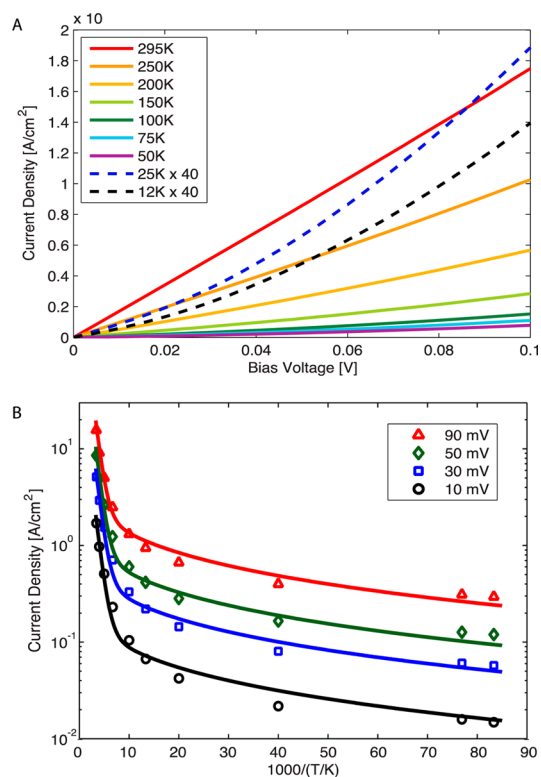 A
2 x 10
1.8
1.6
1.4
1.2
1
0.8
0.6
0.4
0.2
0
Current Density [A/cm²]
295K
250K
200K
150K
100K
75K
50K
25K x 40
12K x 40
0 0.02 0.04 0.06 0.08 0.1
Bias Voltage [V]
B
10¹
10⁰
10⁻¹
10⁻²
Current Density [A/cm²]
90 mV
50 mV
30 mV
10 mV
0 10 20 30 40 50 60 70 80 90
1000/(T/K)